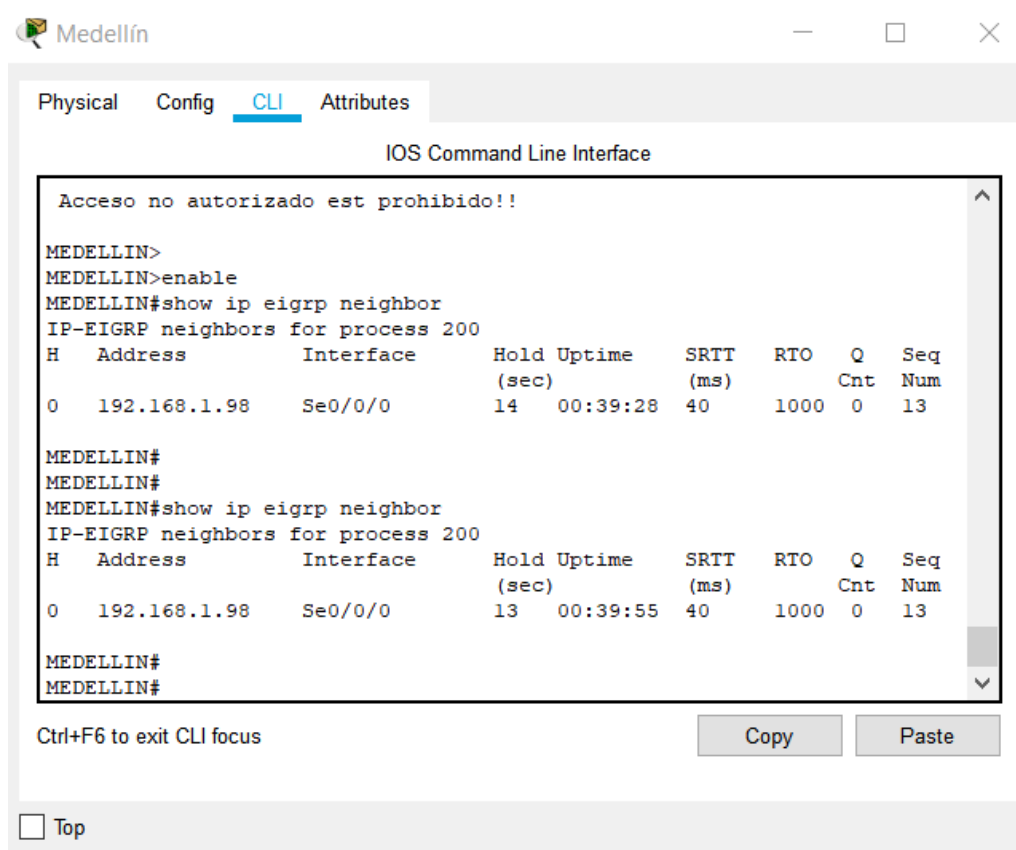 Medellín
Physical Config CLI Attributes
IOS Command Line Interface
Acceso no autorizado est prohibido!!
MEDELLIN>
MEDELLIN>enable
MEDELLIN#show ip eigrp neighbor
IP-EIGRP neighbors for process 200
H Address Interface Hold Uptime SRTT RTO Q Seq
(sec) (ms) Cnt Num
0 192.168.1.98 Se0/0/0 14 00:39:28 40 1000 0 13
MEDELLIN#
MEDELLIN#
MEDELLIN#show ip eigrp neighbor
IP-EIGRP neighbors for process 200
H Address Interface Hold Uptime SRTT RTO Q Seq
(sec) (ms) Cnt Num
0 192.168.1.98 Se0/0/0 13 00:39:55 40 1000 0 13
MEDELLIN#
MEDELLIN#
Ctrl+F6 to exit CLI focus Copy Paste
Top